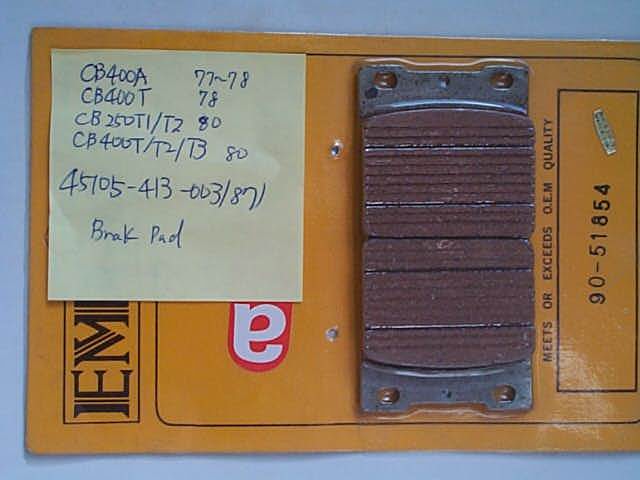 CB400A 77~78
CB400T 78
CB250T1/T2 80
CB400T/T2/T3 80
45105-413-003/871
Brak Pad
EM
a
MEETS OR EXCEEDS O.E.M QUALITY
90-51854